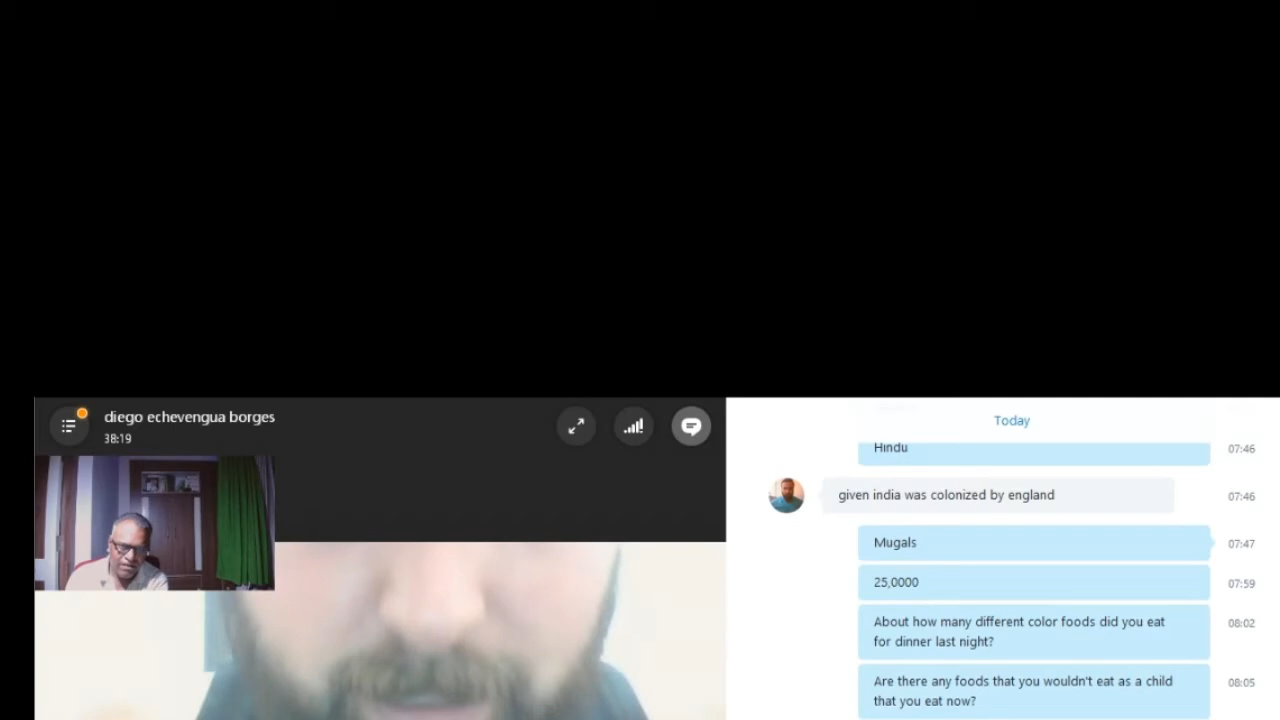 diego echevengua borges
38:19
Today
Hindu
07:46
given india was colonized by england
07:46
Mugals
07:47
25,0000
07:59
About how many different color foods did you eat
for dinner last night?
08:02
Are there any foods that you wouldn't eat as a child
that you eat now?
08:05